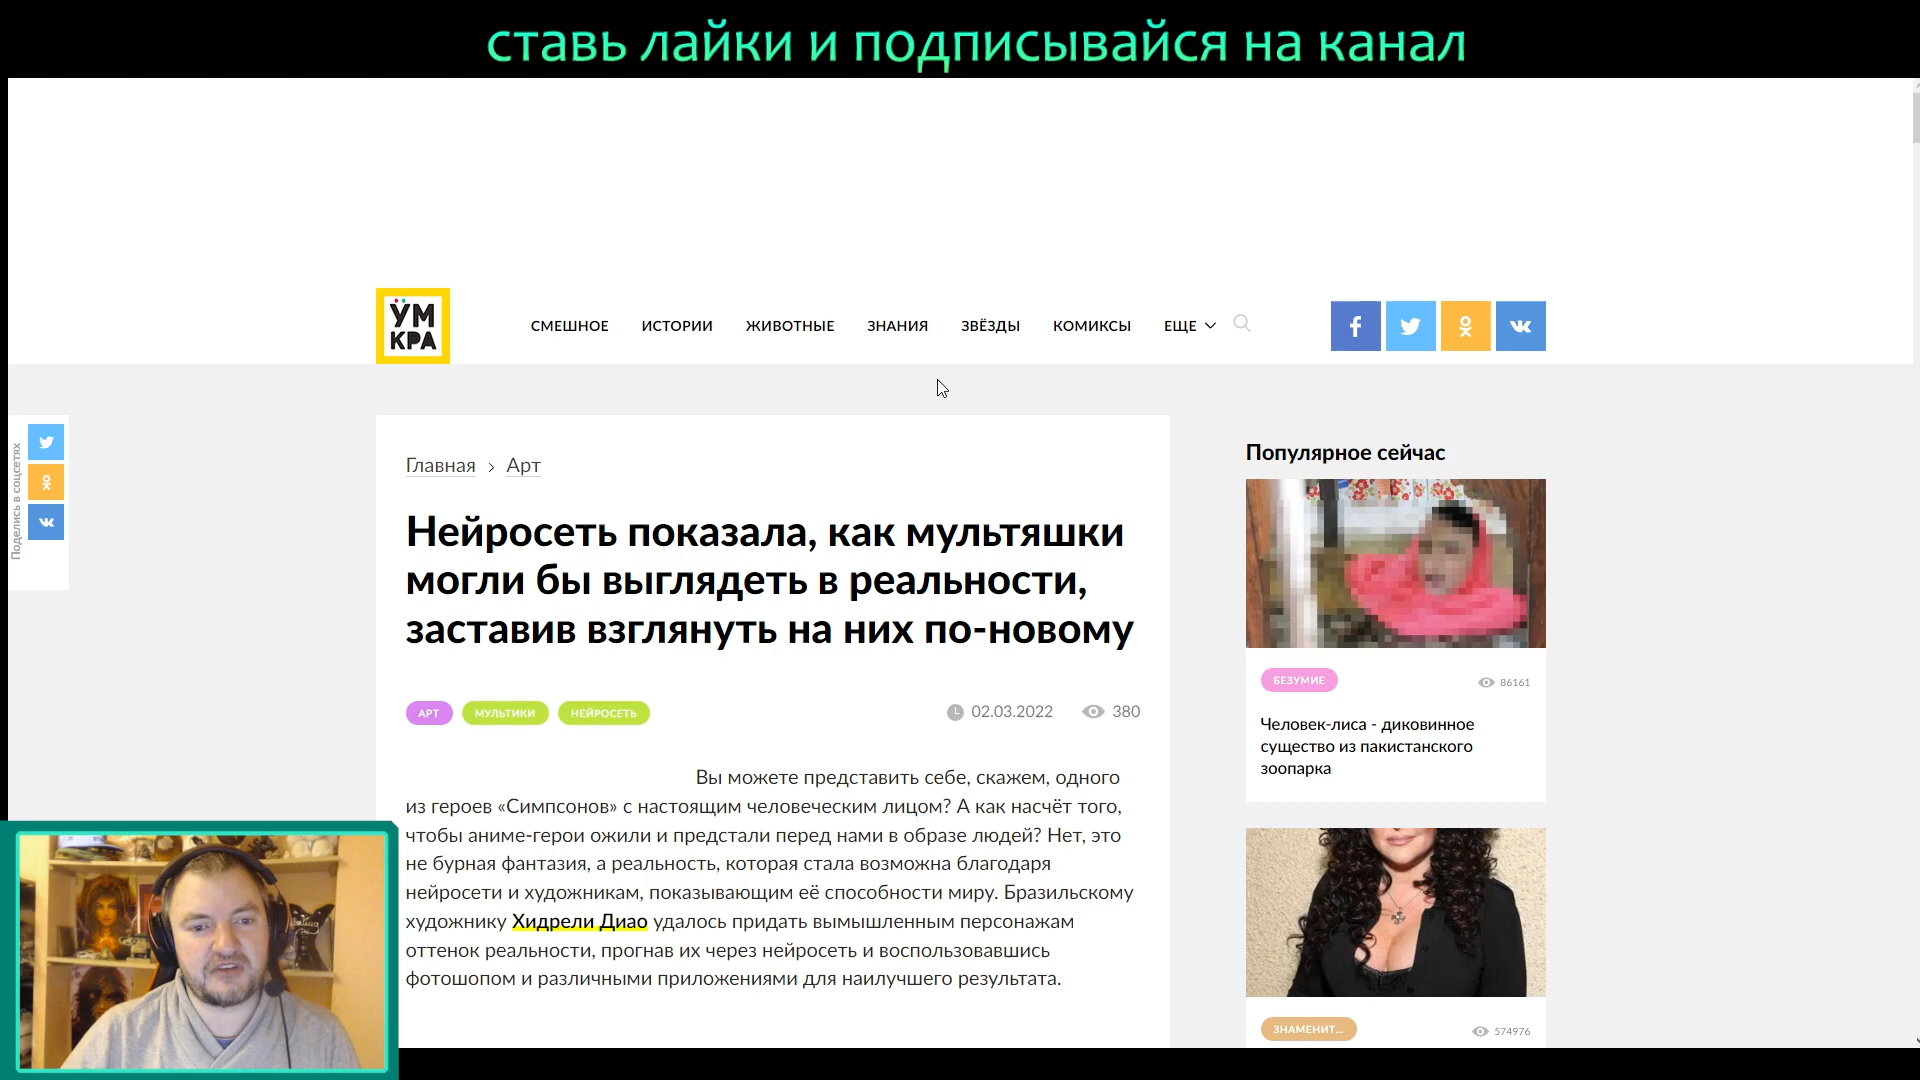 ставь лайки и подписывайся на канал
ӱМ
КРА
СМЕШНОЕ ИСТОРИИ ЖИВОТНЫЕ ЗНАНИЯ ЗВЁЗДЫ КОМИКСЫ ЕЩЕ
Поделись в соцсетях
Главная › Арт
Нейросеть показала, как мультяшки
могли бы выглядеть в реальности,
заставив взглянуть на них по-новому
АРТ МУЛЬТИКИ НЕЙРОСЕТЬ 02.03.2022 380
Вы можете представить себе, скажем, одного
из героев «Симпсонов» с настоящим человеческим лицом? А как насчёт того,
чтобы аниме-герои ожили и предстали перед нами в образе людей? Нет, это
не бурная фантазия, а реальность, которая стала возможна благодаря
нейросети и художникам, показывающим её способности миру. Бразильскому
художнику Хидрели Диао удалось придать вымышленным персонажам
оттенок реальности, прогнав их через нейросеть и воспользовавшись
фотошопом и различными приложениями для наилучшего результата.
Популярное сейчас
БЕЗУМИЕ 86161
Человек-лиса - диковинное
существо из пакистанского
зоопарка
ЗНАМЕНИТ... 574976